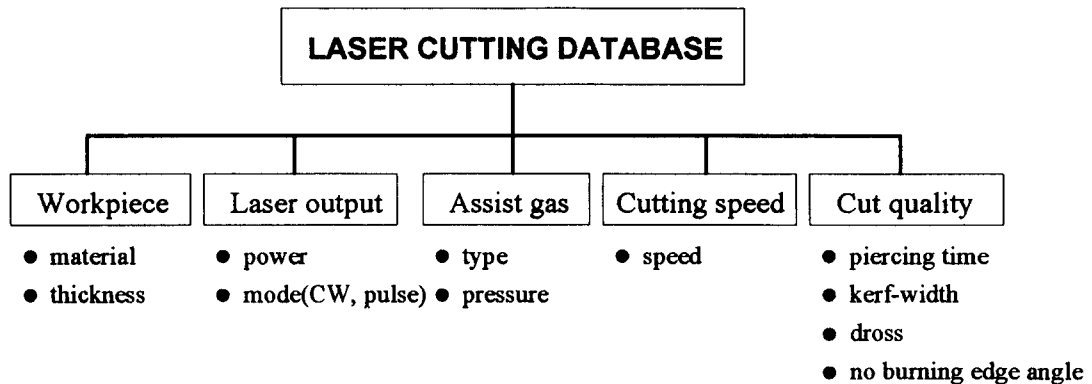 LASER CUTTING DATABASE
Workpiece
Laser output
Assist gas
Cutting speed
Cut quality
● material
● thickness
● power
● mode(CW, pulse)
● type
● pressure
● speed
● piercing time
● kerf-width
● dross
● no burning edge angle